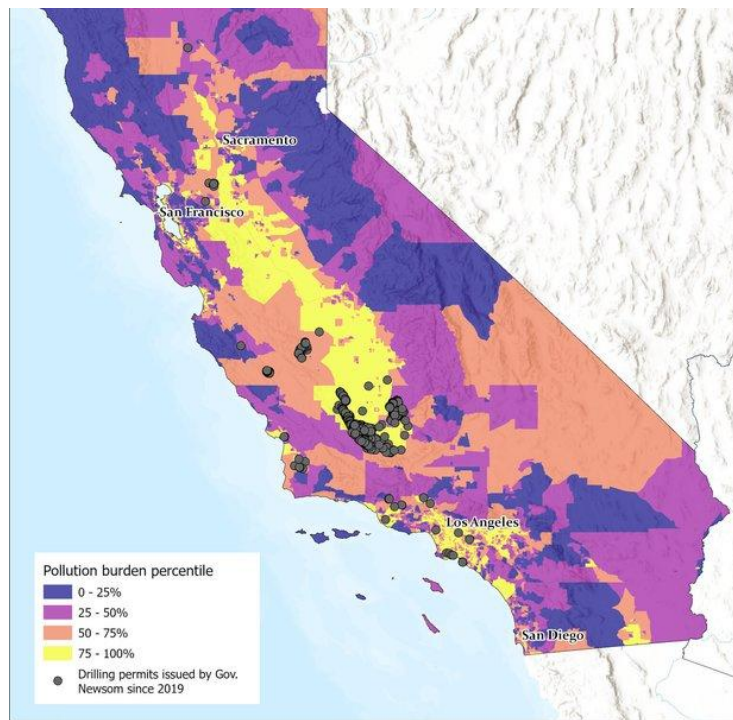 Sacramento
San Francisco
Los Angeles
San Diego
Pollution burden percentile
0 - 25%
25 - 50%
50 - 75%
75 - 100%
Drilling permits issued by Gov.
Newsom since 2019